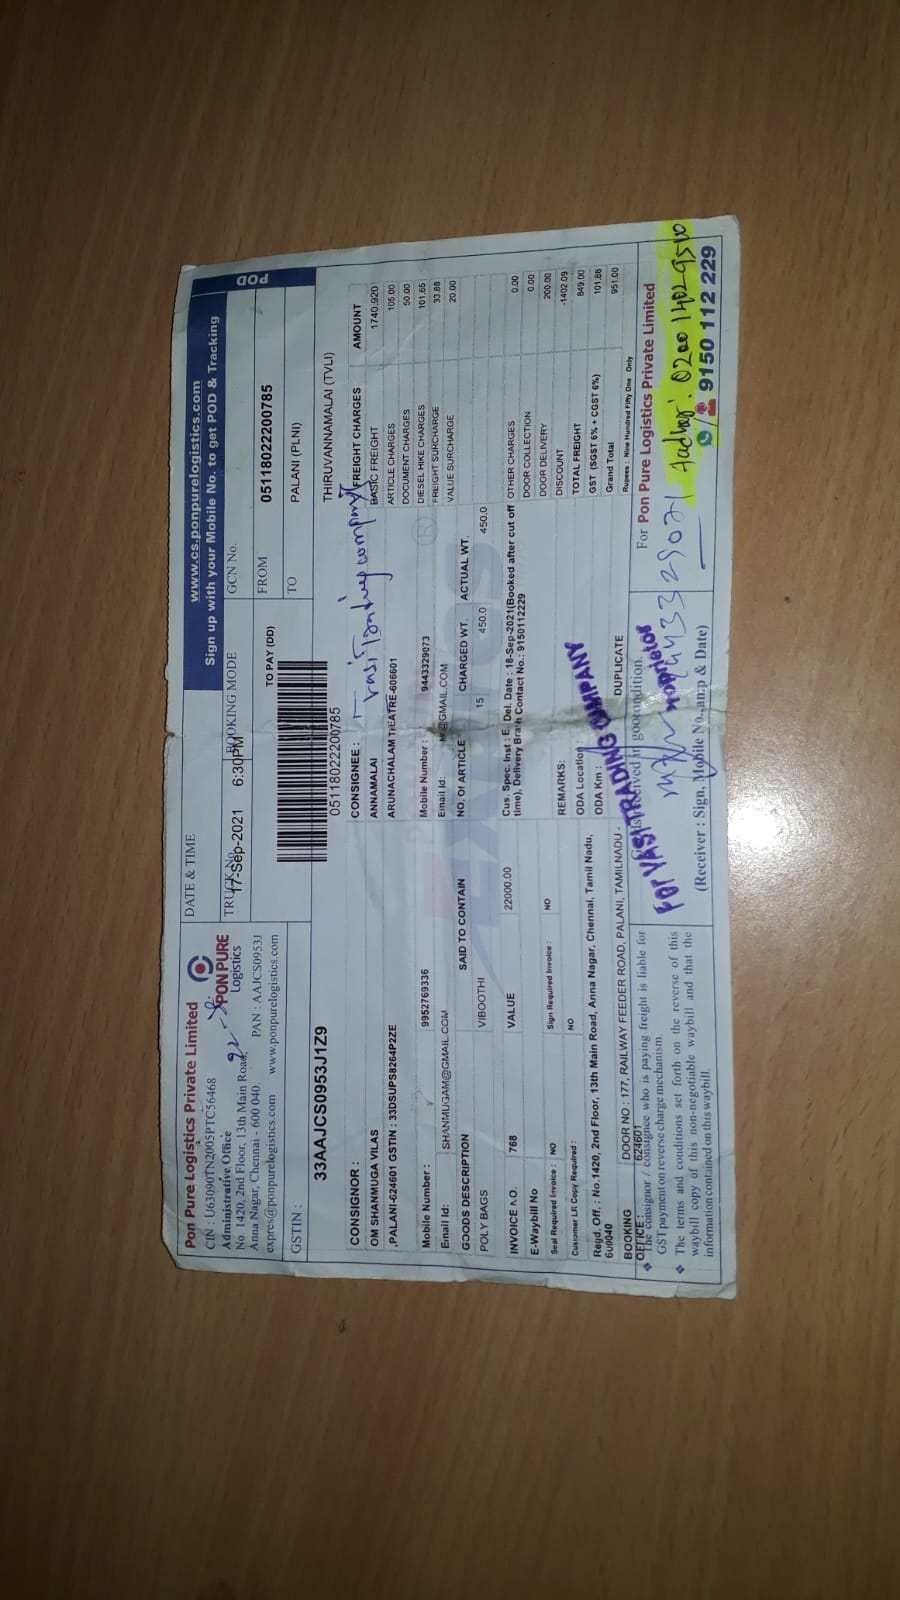 Pon Pure Logistics Private Limited
CIN : U63090TN2005PTC56468
Administrative Office
No. 1420, 2nd Floor, 13th Main Road,
Anna Nagar, Chennai - 600 040.
PAN : AAJCS0953J
expres@ponpurelogistics.com www.ponpurelogistics.com
PON PURE
Logistics
GSTIN :
33AAJCS0953J1Z9
DATE & TIME
TRUCK No.
17-Sep-2021 6:30PM
BOOKING MODE
TO PAY (DD)
www.cs.ponpurelogistics.com
Sign up with your Mobile No. to get POD & Tracking
POD
GCN No.
05118022200785
FROM
PALANI (PLNI)
TO
THIRUVANNAMALAI (TVLI)
05118022200785
CONSIGNOR :
OM SHANMUGA VILAS
,PALANI-624601 GSTIN : 33DSUPS8264P2ZE
Mobile Number : 9952769336
Email Id: SHANMUGAM@GMAIL.COM
CONSIGNEE :
Vasi Trading company
ANNAMALAI
ARUNACHALAM THEATRE-606601
Mobile Number : 9443329073
Email Id: @GMAIL.COM
FREIGHT CHARGES AMOUNT
BASIC FREIGHT 1740.920
ARTICLE CHARGES 105.00
DOCUMENT CHARGES 50.00
DIESEL HIKE CHARGES 101.65
FREIGHT SURCHARGE 33.88
VALUE SURCHARGE 20.00
OTHER CHARGES 0.00
DOOR COLLECTION 0.00
DOOR DELIVERY 200.00
DISCOUNT -1402.09
TOTAL FREIGHT 849.00
GST (SGST 6% + CGST 6%) 101.88
Grand Total 951.00
Rupees : Nine Hundred Fifty One Only
GOODS DESCRIPTION SAID TO CONTAIN NO. Of ARTICLE CHARGED WT. ACTUAL WT.
POLY BAGS VIBOOTHI 15 450.0 450.0
INVOICE A.O. 768 VALUE 22000.00
E-Waybill No
Seal Required Invoice : NO Sign Required Invoice : NO
Customer LR Copy Required : NO
Cus. Spec. Inst : E. Del. Date : 18-Sep-2021(Booked after cut off
time), Delivery Branh Contact No.: 9150112229
REMARKS:
ODA Location :
ODA Km :
DUPLICATE
Regd. Off. : No.1420, 2nd Floor, 13th Main Road, Anna Nagar, Chennai, Tamil Nadu,
600040
BOOKING OFFICE : DOOR NO : 177, RAILWAY FEEDER ROAD, PALANI, TAMILNADU -
624601
The consignor / consignee who is paying freight is liable for
GST payment on reverse charge mechanism.
The terms and conditions set forth on the reverse of this
waybill copy of this non-negotiable waybill and that the
information contained on this waybill.
Goods received in good condition.
For VASI TRADING COMPANY
Proprietor
(Receiver : Sign, Mobile No., amp & Date)
For Pon Pure Logistics Private Limited
9150 112 229